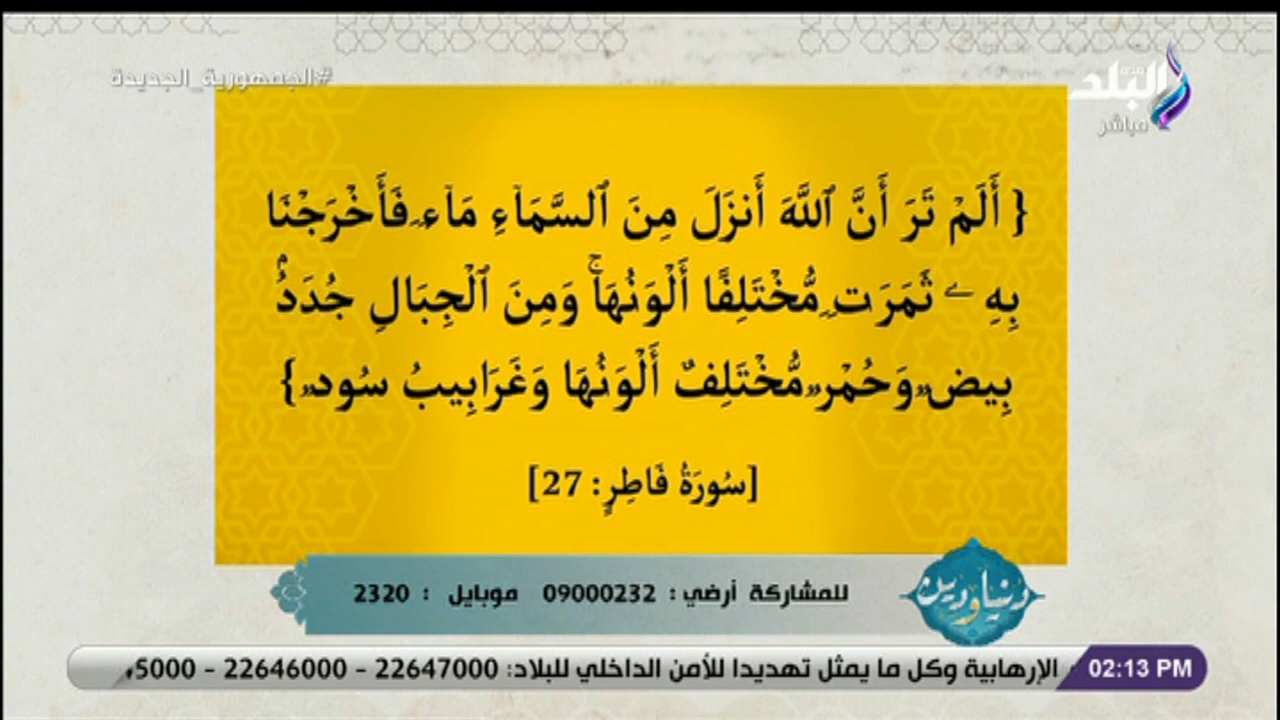 #الجمهورية_الجديدة
صدى البلد
مباشر
{ أَلَمْ تَرَ أَنَّ ٱللَّهَ أَنزَلَ مِنَ ٱلسَّمَآءِ مَآءࣰ فَأَخْرَجْنَا
بِهِۦ ثَمَرَٰتࣲ مُّخْتَلِفًا أَلْوَٰنُهَاۚ وَمِنَ ٱلْجِبَالِ جُدَدُۢ
بِيضࣱ وَحُمْرࣱ مُّخْتَلِفٌ أَلْوَٰنُهَا وَغَرَابِيبُ سُودࣱ }
[سُورَةُ فَاطِرٍ: 27]
دنيا ودين
للمشاركة أرضي : 09000232 موبايل : 2320
02:13 PM
الإرهابية وكل ما يمثل تهديدا للأمن الداخلي للبلاد: 22647000 - 22646000 -